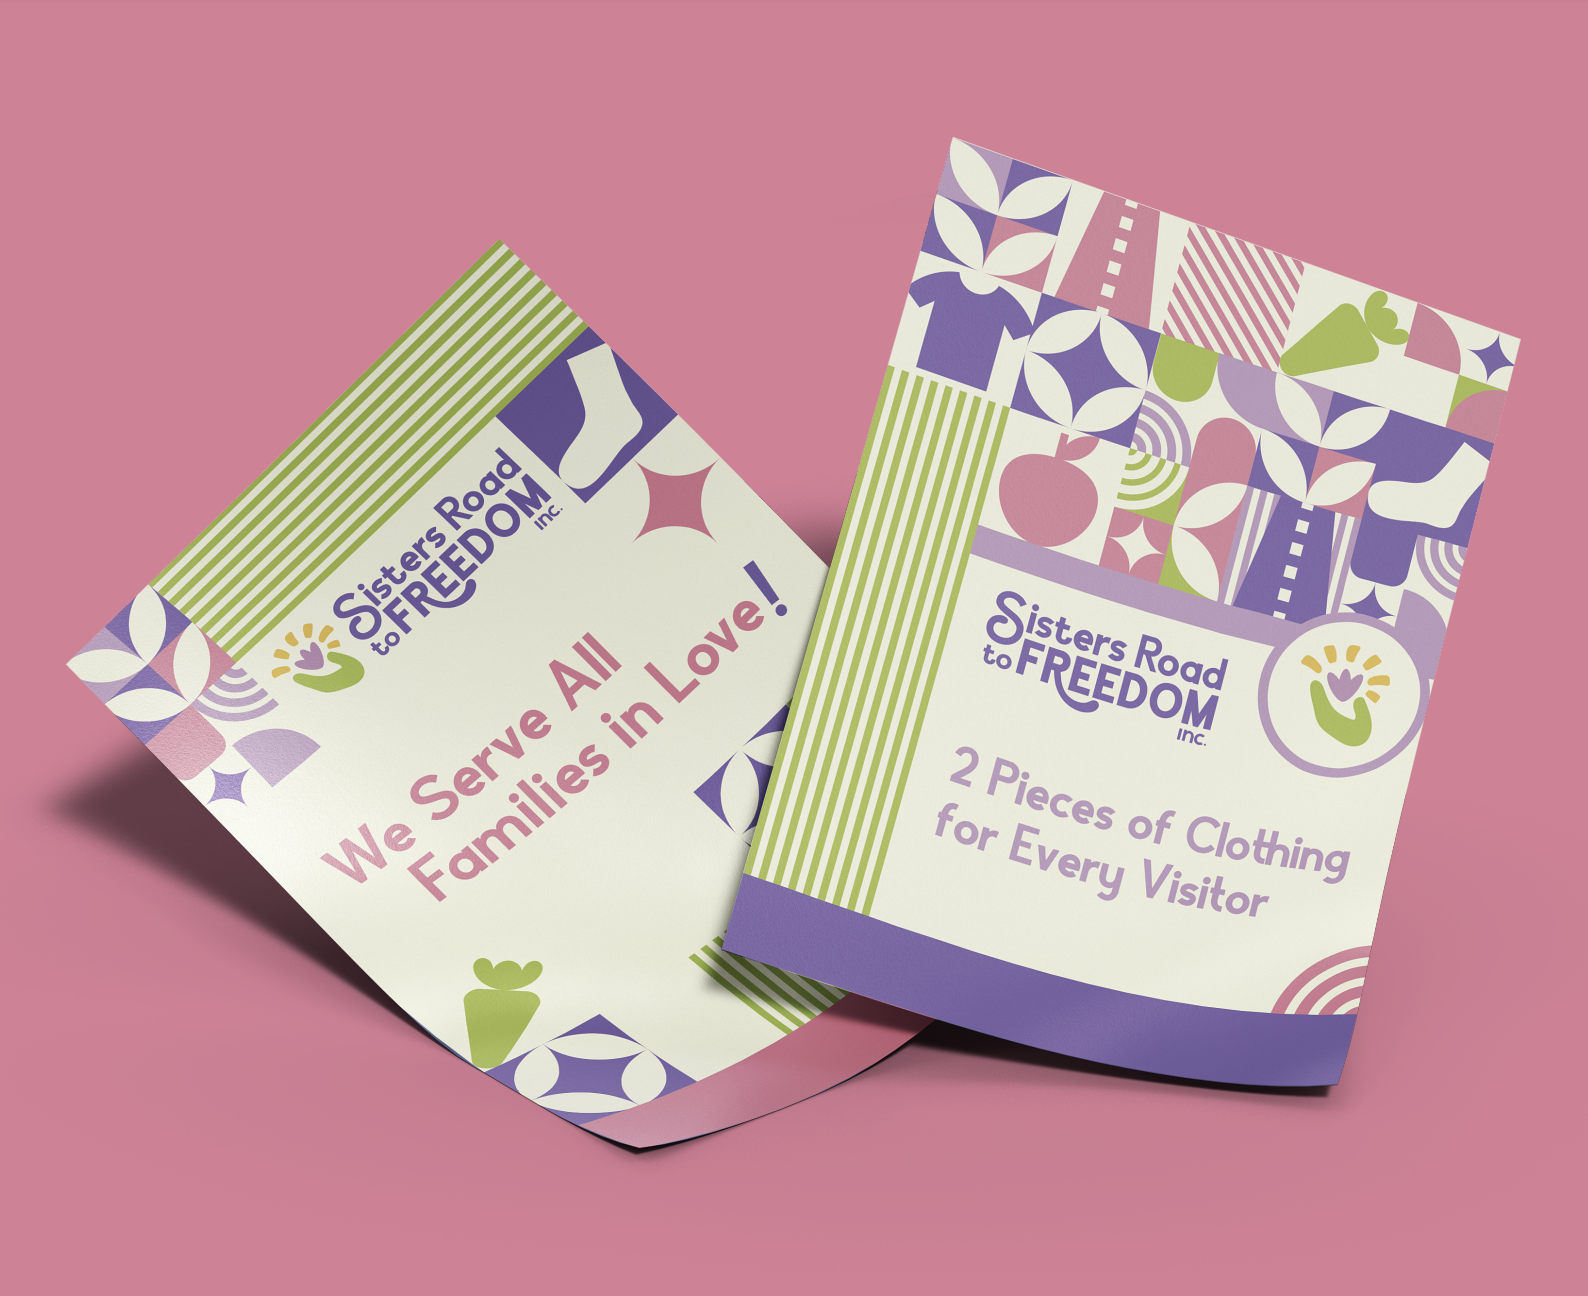 Sisters Road
to FREEDOM
Inc.
We Serve All
Families in Love!
Sisters Road
to FREEDOM
Inc.
2 Pieces of Clothing
for Every Visitor